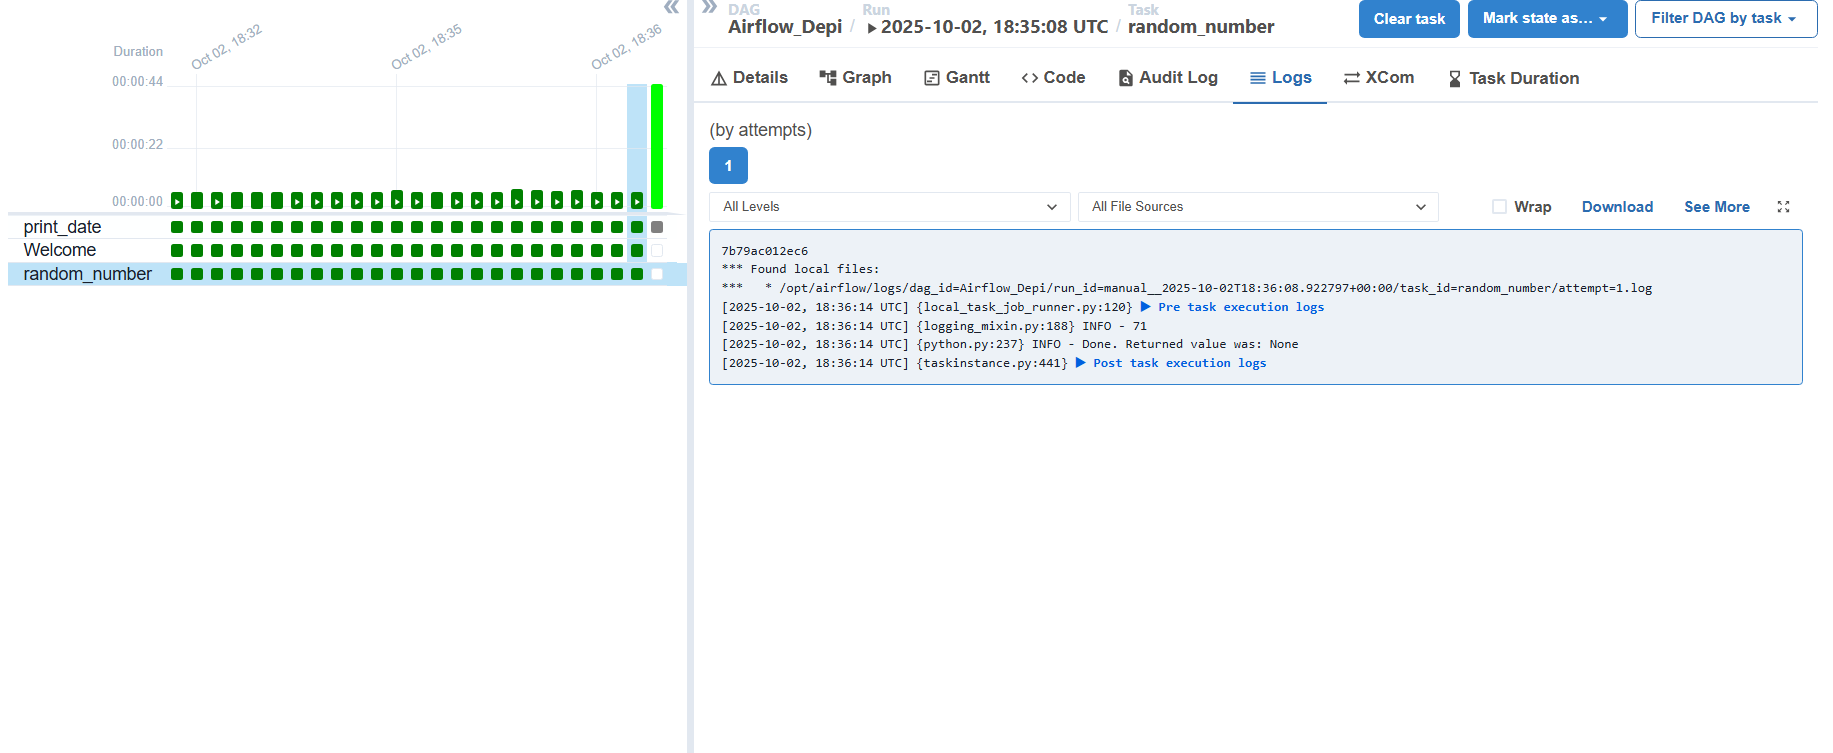 Duration
Oct 02, 18:32
Oct 02, 18:35
Oct 02, 18:36
00:00:44
00:00:22
00:00:00
print_date
Welcome
random_number
DAG
Airflow_Depi
/
Run
2025-10-02, 18:35:08 UTC
/
Task
random_number
Clear task
Mark state as...
Filter DAG by task
Details
Graph
Gantt
Code
Audit Log
Logs
XCom
Task Duration
(by attempts)
1
All Levels
All File Sources
Wrap
Download
See More
7b79ac012ec6
*** Found local files:
***   * /opt/airflow/logs/dag_id=Airflow_Depi/run_id=manual__2025-10-02T18:36:08.922797+00:00/task_id=random_number/attempt=1.log
[2025-10-02, 18:36:14 UTC] {local_task_job_runner.py:120} ▶ Pre task execution logs
[2025-10-02, 18:36:14 UTC] {logging_mixin.py:188} INFO - 71
[2025-10-02, 18:36:14 UTC] {python.py:237} INFO - Done. Returned value was: None
[2025-10-02, 18:36:14 UTC] {taskinstance.py:441} ▶ Post task execution logs